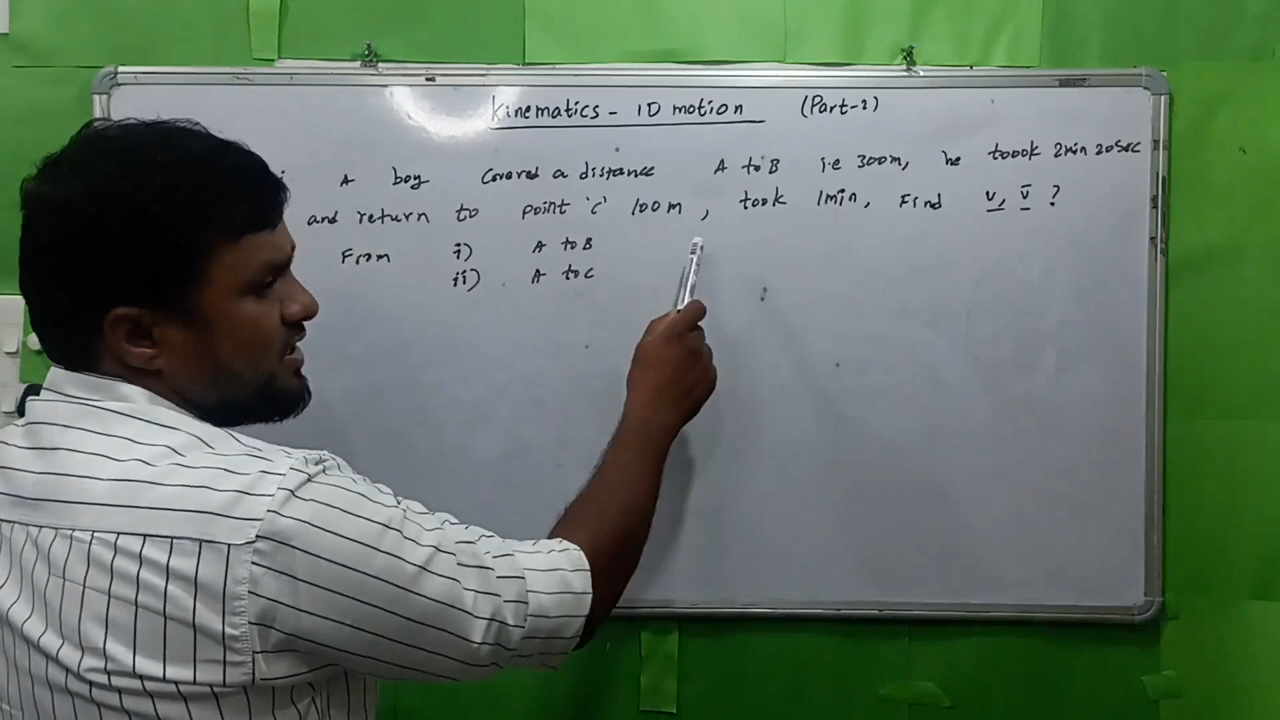 Kinematics - 1D motion (Part-2)
A boy Covered a distance A to B i.e 300m, he toook 2min 20Sec
and return to point 'C' 100m, took 1min, Find v, v̄ ?
From i) A to B
ii) A to C